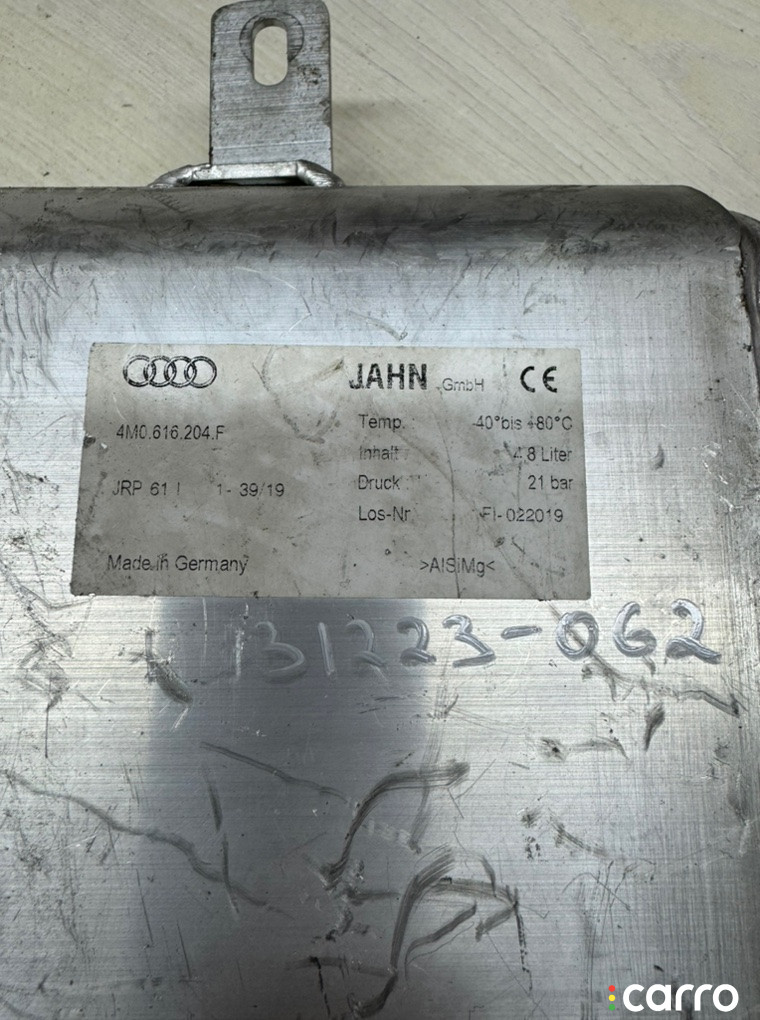 JAHN GmbH CE
4M0.616.204.F
Temp. : -40°bis +80°C
Inhalt : 4,8 Liter
JRP 61 I 1- 39/19
Druck : 21 bar
Los-Nr FI-022019
Made in Germany >AlSiMg<
131223-062
carro